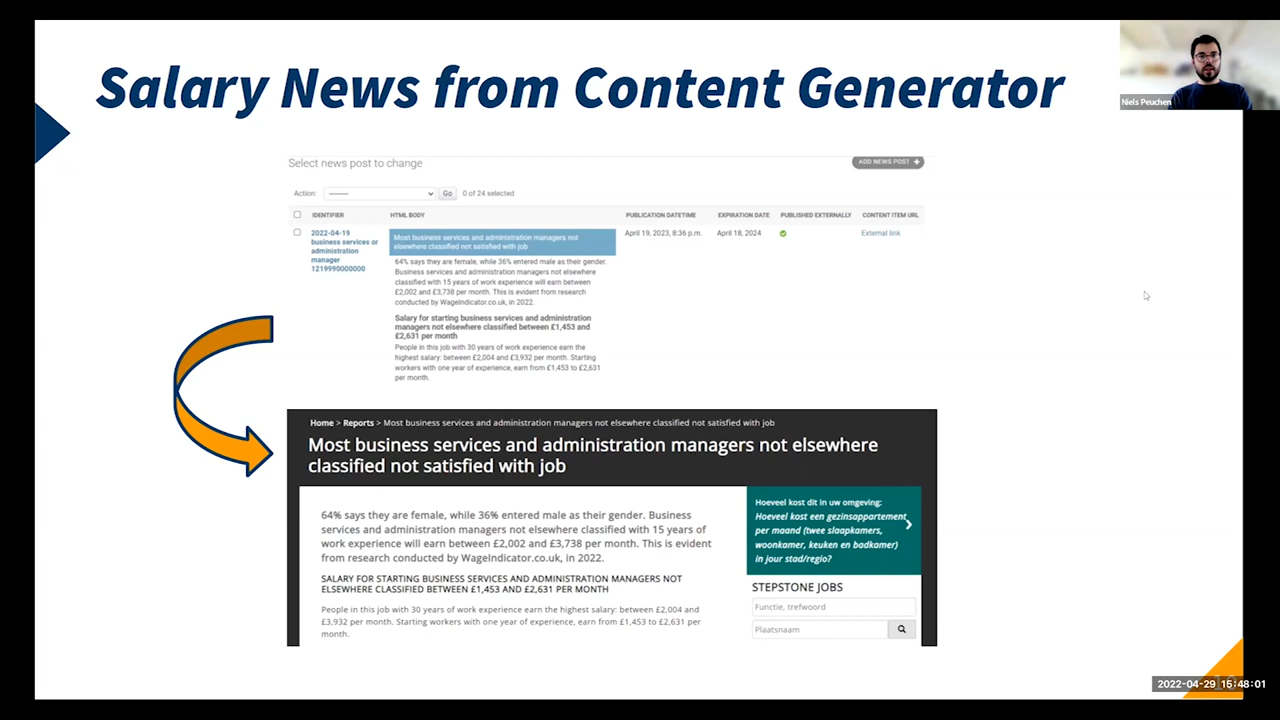 Salary News from Content Generator
Niels Peuchen
Select news post to change
ADD NEWS POST +
Action: --------- Go 0 of 24 selected
IDENTIFIER HTML BODY PUBLICATION DATETIME EXPIRATION DATE PUBLISHED EXTERNALLY CONTENT ITEM URL
2022-04-19
business services or
administration
manager
1219990000000
Most business services and administration managers not
elsewhere classified not satisfied with job
April 19, 2023, 8:36 p.m. April 18, 2024 External link
64% says they are female, while 36% entered male as their gender.
Business services and administration managers not elsewhere
classified with 15 years of work experience will earn between
£2,002 and £3,738 per month. This is evident from research
conducted by WageIndicator.co.uk, in 2022.
Salary for starting business services and administration
managers not elsewhere classified between £1,453 and
£2,631 per month
People in this job with 30 years of work experience earn the
highest salary: between £2,004 and £3,932 per month. Starting
workers with one year of experience, earn from £1,453 to £2,631
per month.
Home > Reports > Most business services and administration managers not elsewhere classified not satisfied with job
Most business services and administration managers not elsewhere
classified not satisfied with job
64% says they are female, while 36% entered male as their gender. Business
services and administration managers not elsewhere classified with 15 years of
work experience will earn between £2,002 and £3,738 per month. This is evident
from research conducted by WageIndicator.co.uk, in 2022.
SALARY FOR STARTING BUSINESS SERVICES AND ADMINISTRATION MANAGERS NOT
ELSEWHERE CLASSIFIED BETWEEN £1,453 AND £2,631 PER MONTH
People in this job with 30 years of work experience earn the highest salary: between £2,004 and
£3,932 per month. Starting workers with one year of experience, earn from £1,453 to £2,631 per
month.
Hoeveel kost dit in uw omgeving:
Hoeveel kost een gezinsappartement
per maand (twee slaapkamers,
woonkamer, keuken en badkamer)
in jour stad/regio?
STEPSTONE JOBS
Functie, trefwoord
Plaatsnaam
2022-04-29 15:48:01